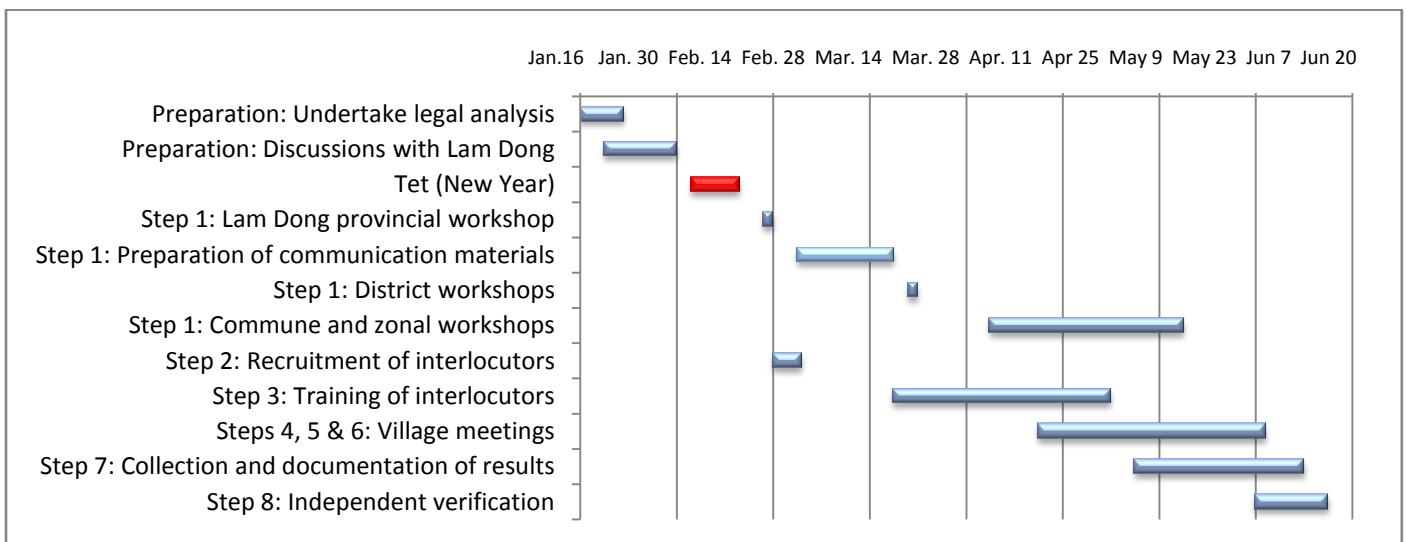 Jan.16 Jan. 30 Feb. 14 Feb. 28 Mar. 14 Mar. 28 Apr. 11 Apr 25 May 9 May 23 Jun 7 Jun 20
Preparation: Undertake legal analysis
Preparation: Discussions with Lam Dong
Tet (New Year)
Step 1: Lam Dong provincial workshop
Step 1: Preparation of communication materials
Step 1: District workshops
Step 1: Commune and zonal workshops
Step 2: Recruitment of interlocutors
Step 3: Training of interlocutors
Steps 4, 5 & 6: Village meetings
Step 7: Collection and documentation of results
Step 8: Independent verification